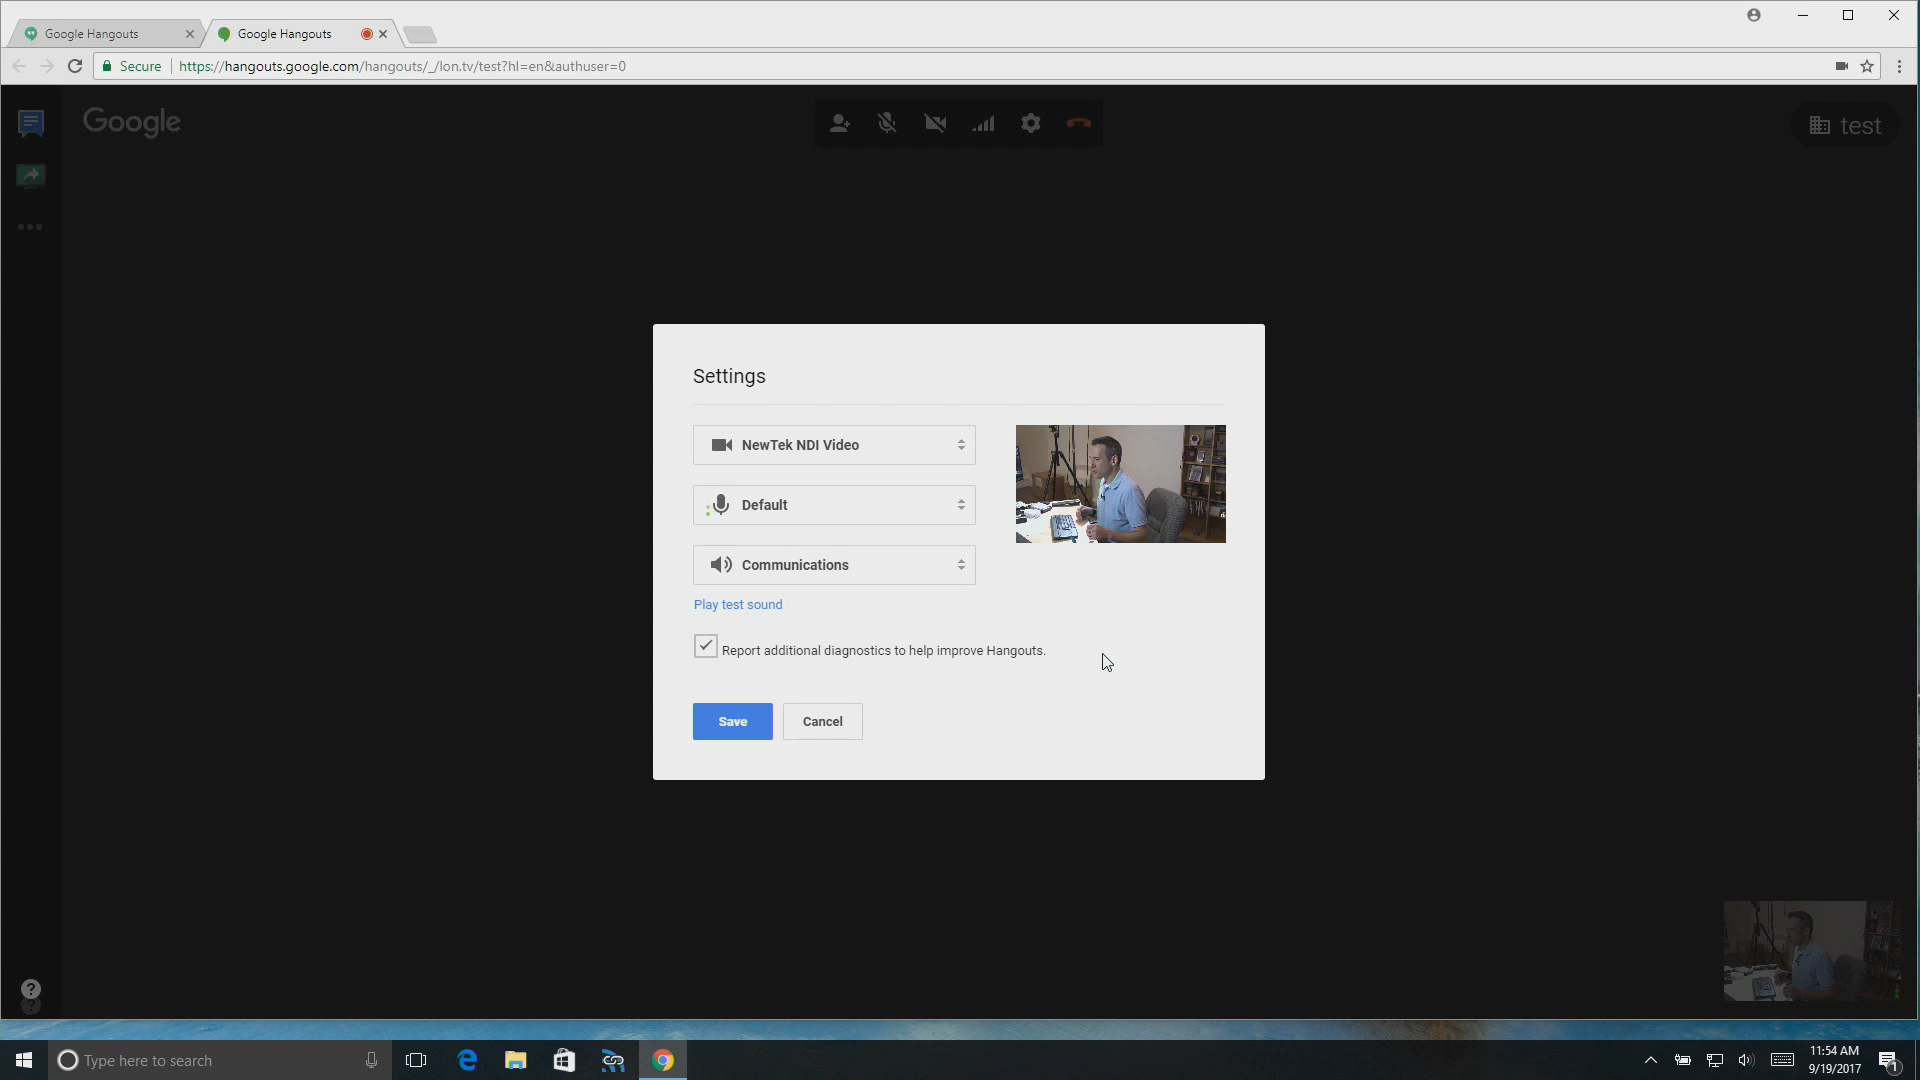 Google Hangouts
Google Hangouts
Secure https://hangouts.google.com/hangouts/_/lon.tv/test?hl=en&authuser=0
Google
test
Settings
NewTek NDI Video
Default
Communications
Play test sound
Report additional diagnostics to help improve Hangouts.
Save Cancel
?
Type here to search
11:54 AM
9/19/2017
1